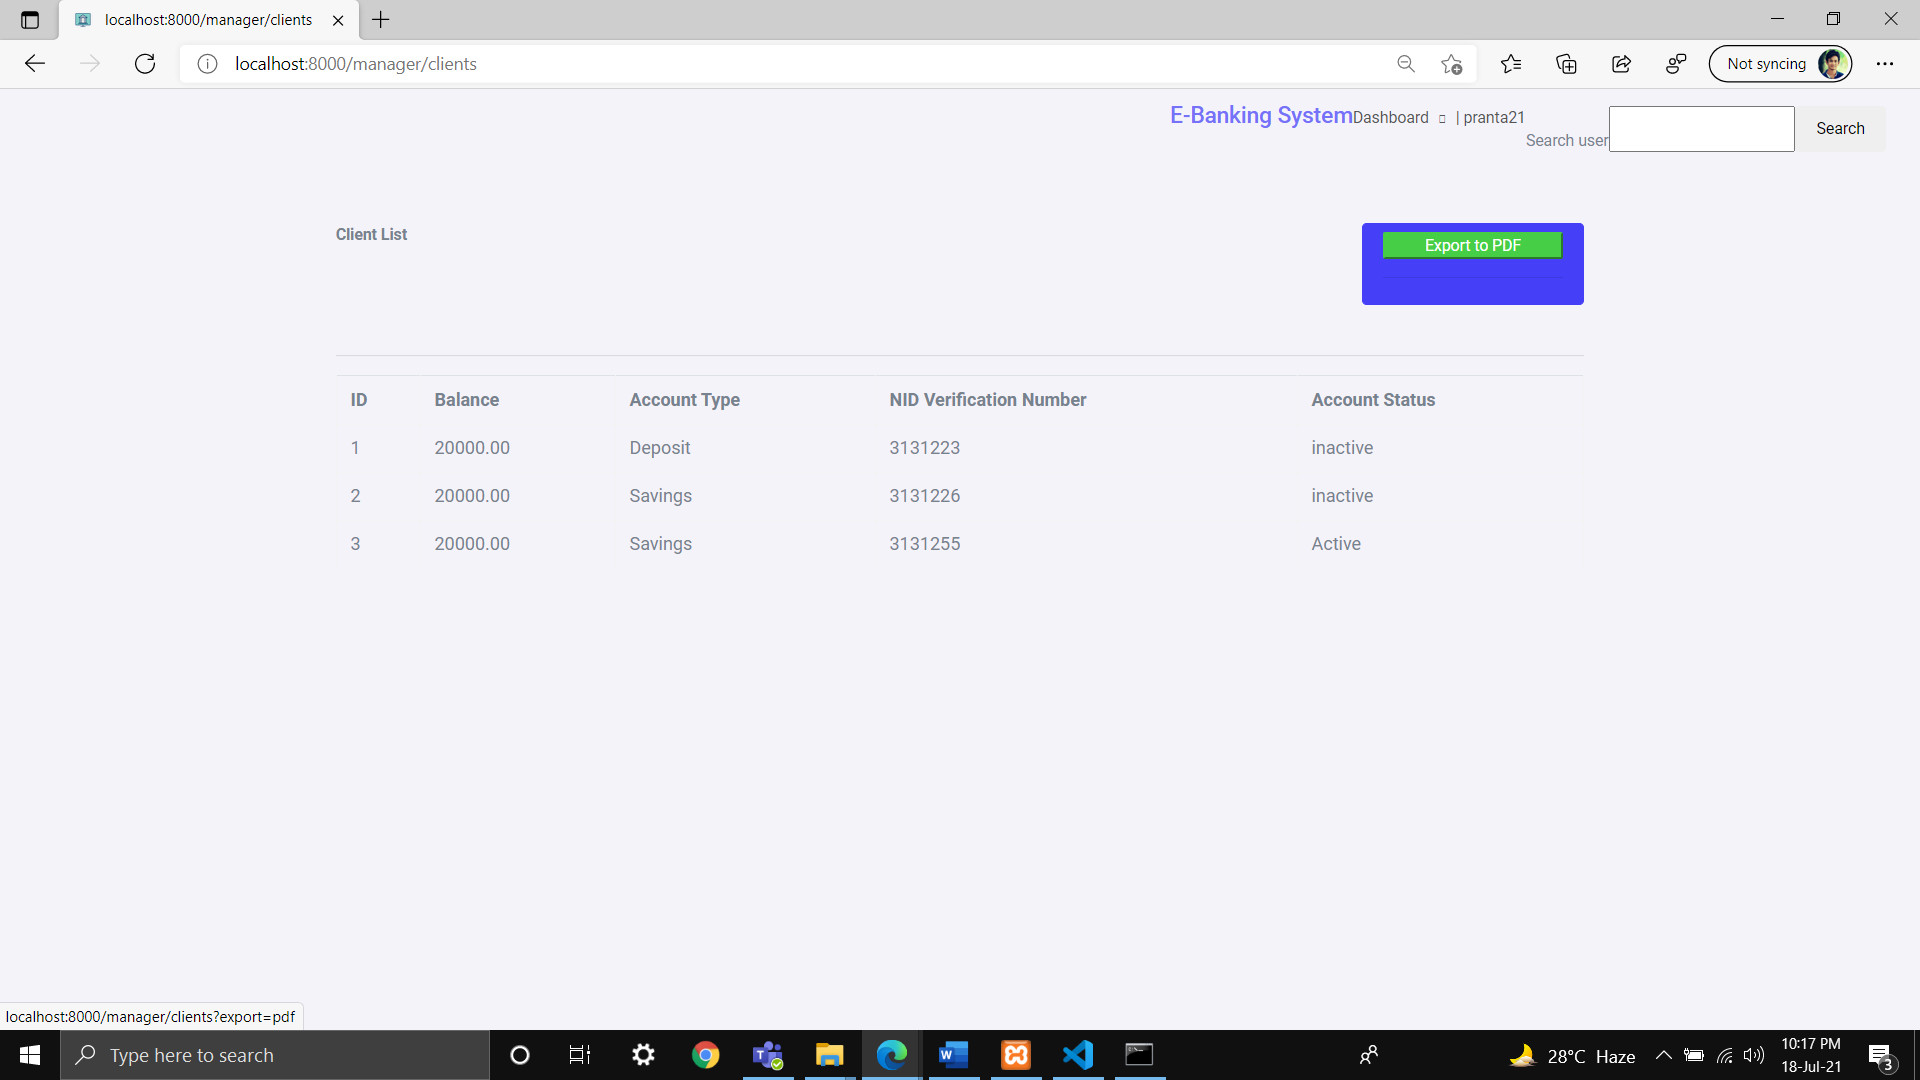 localhost:8000/manager/clients
localhost:8000/manager/clients
Not syncing
E-Banking System Dashboard | pranta21
Search user Search
Client List
Export to PDF
ID Balance Account Type NID Verification Number Account Status
1 20000.00 Deposit 3131223 inactive
2 20000.00 Savings 3131226 inactive
3 20000.00 Savings 3131255 Active
localhost:8000/manager/clients?export=pdf
Type here to search
28°C Haze
10:17 PM
18-Jul-21
3